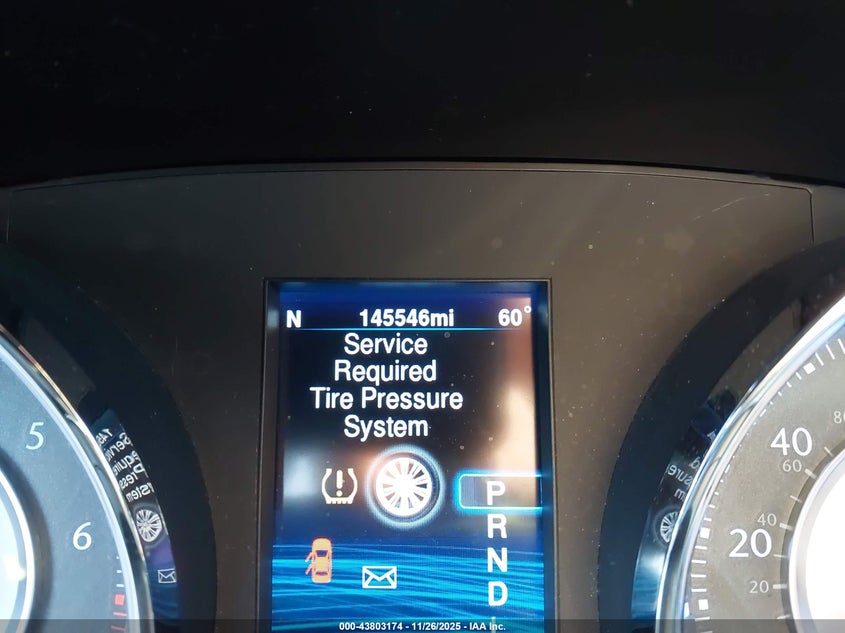 N 145546mi 60°
Service
Required
Tire Pressure
System
P
R
N
D
5
6
40
60
80
40
20
20
000-43803174 - 11/26/2025 - IAA Inc.